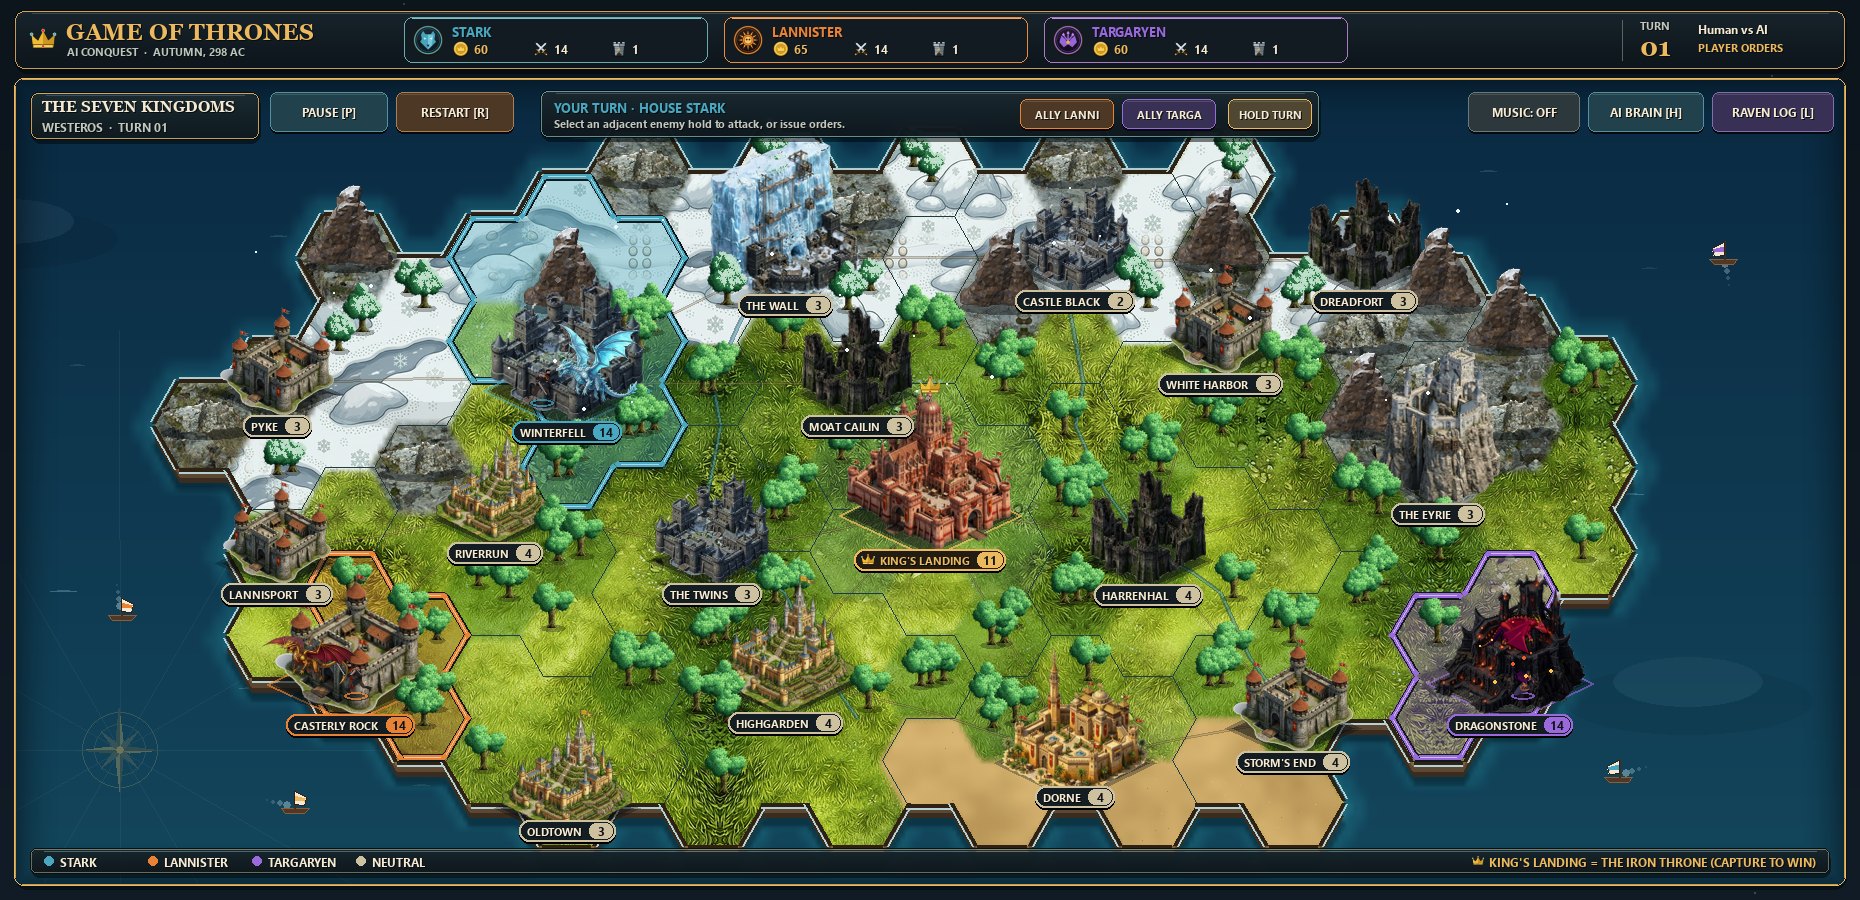 GAME OF THRONES
AI CONQUEST · AUTUMN, 298 AC
STARK
60 14 1
LANNISTER
65 14 1
TARGARYEN
60 14 1
TURN
01
Human vs AI
PLAYER ORDERS
THE SEVEN KINGDOMS
WESTEROS · TURN 01
PAUSE [P]
RESTART [R]
YOUR TURN · HOUSE STARK
Select an adjacent enemy hold to attack, or issue orders.
ALLY LANNI
ALLY TARGA
HOLD TURN
MUSIC: OFF
AI BRAIN [H]
RAVEN LOG [L]
THE WALL 3
CASTLE BLACK 2
DREADFORT 3
WHITE HARBOR 3
PYKE 3
WINTERFELL 14
MOAT CAILIN 3
THE EYRIE 3
RIVERRUN 4
KING'S LANDING 11
LANNISPORT 3
THE TWINS 3
HARRENHAL 4
CASTERLY ROCK 14
HIGHGARDEN 4
DRAGONSTONE 14
STORM'S END 4
DORNE 4
OLDTOWN 3
STARK
LANNISTER
TARGARYEN
NEUTRAL
KING'S LANDING = THE IRON THRONE (CAPTURE TO WIN)